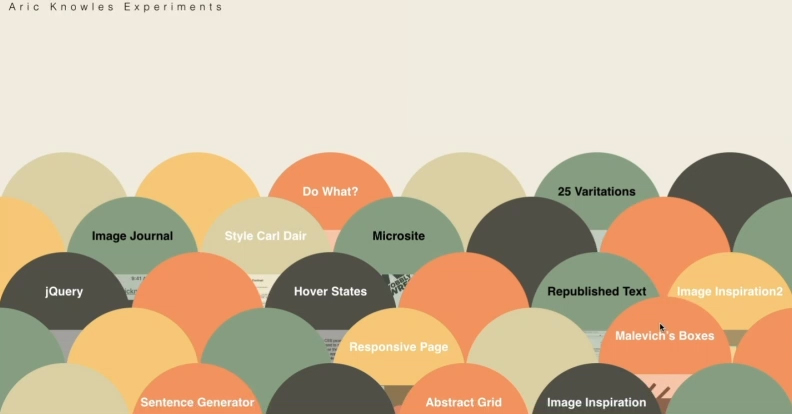 Aric Knowles Experiments
Do What?
25 Varitations
Image Journal
Style Carl Dair
Microsite
jQuery
Hover States
Republished Text
Image Inspiration2
Malevich's Boxes
Responsive Page
Sentence Generator
Abstract Grid
Image Inspiration